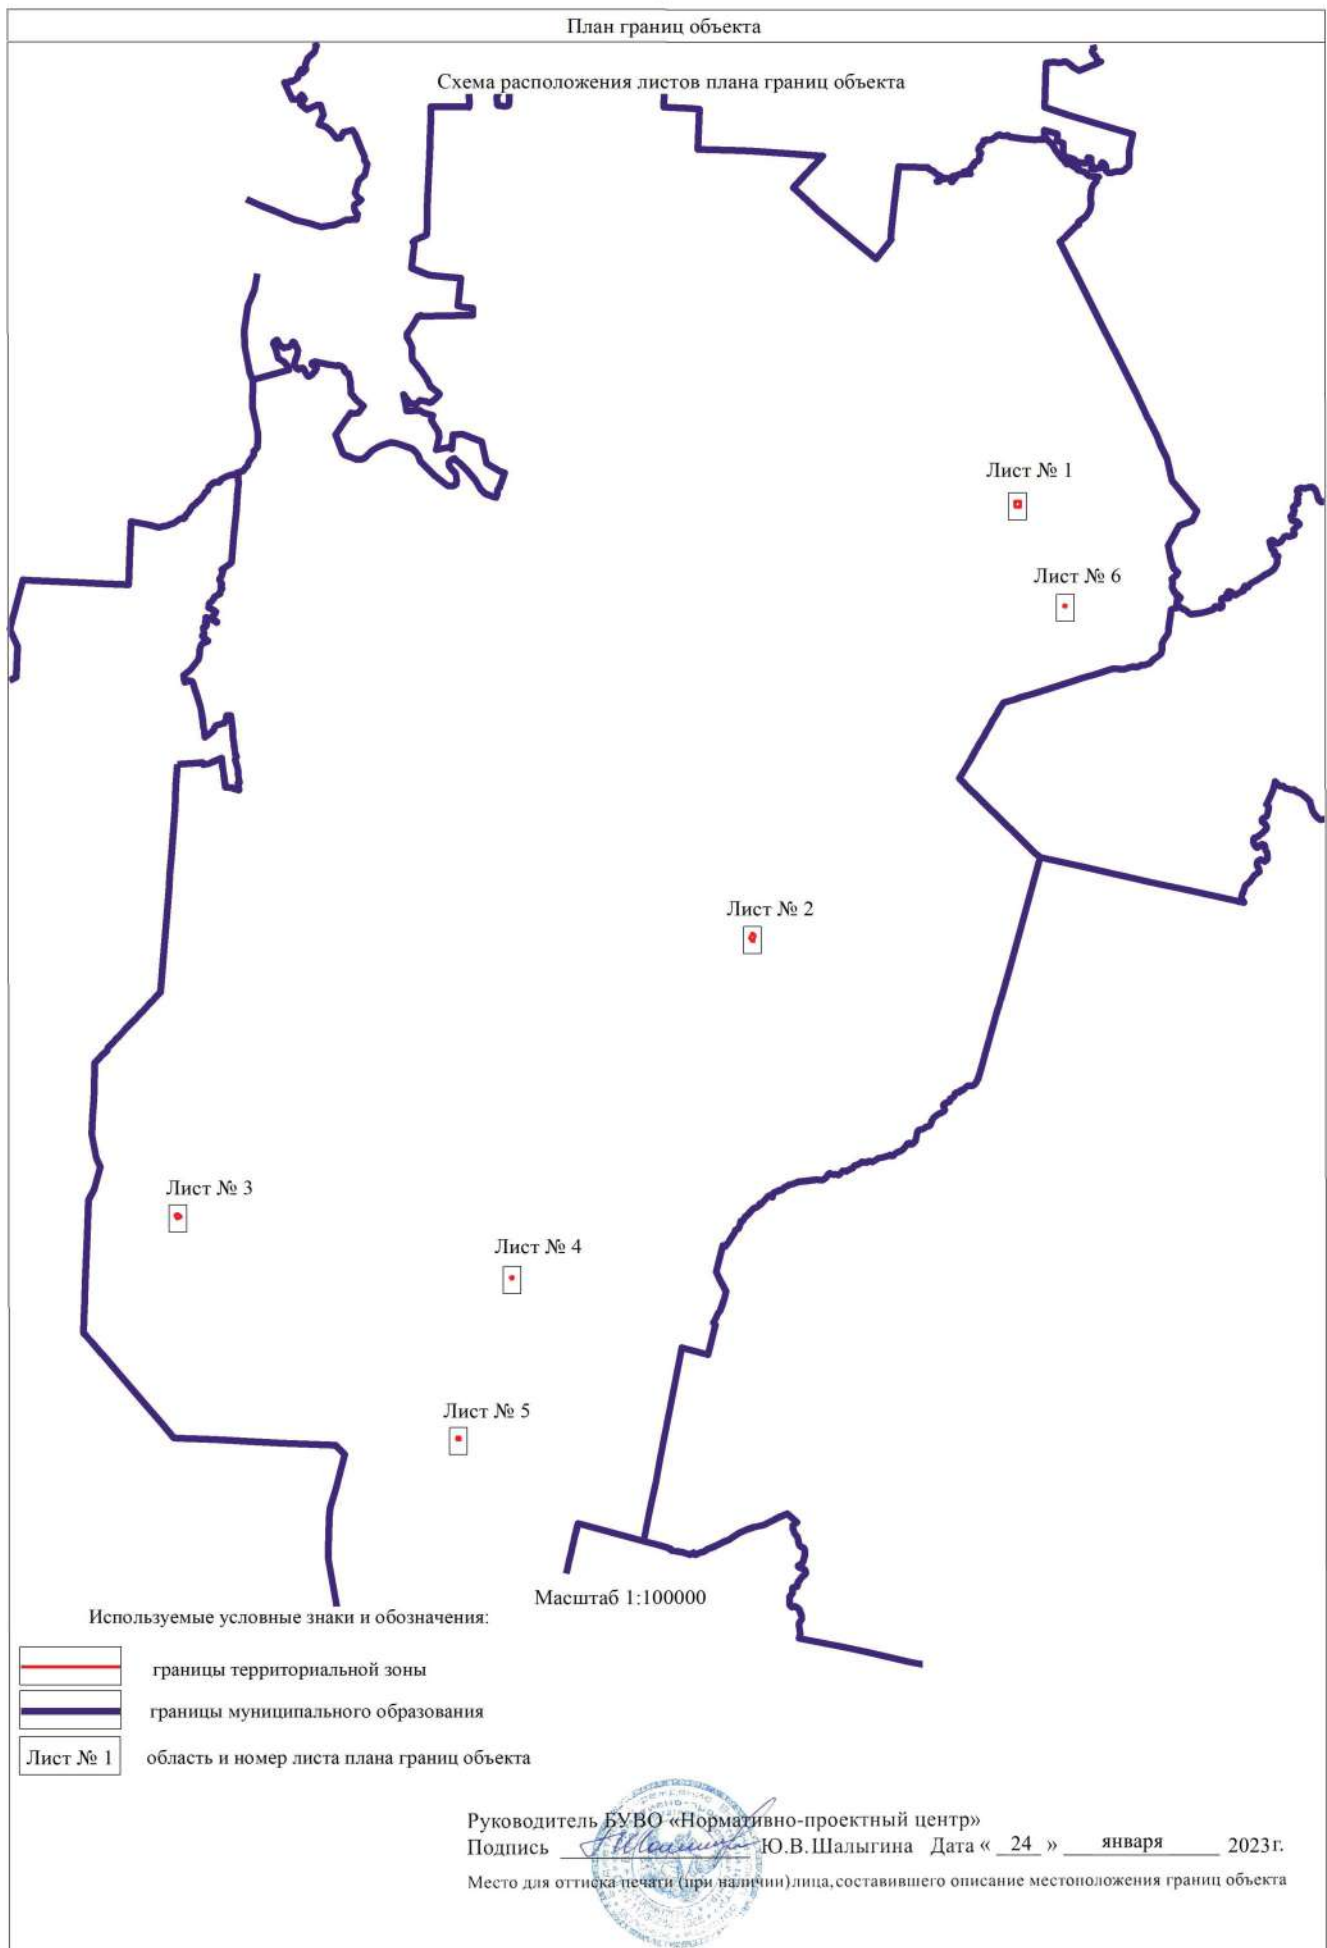 План границ объекта
Схема расположения листов плана границ объекта
Лист № 1
Лист № 6
Лист № 2
Лист № 3
Лист № 4
Лист № 5
Масштаб 1:100000
Используемые условные знаки и обозначения:
границы территориальной зоны
границы муниципального образования
Лист № 1 область и номер листа плана границ объекта
Руководитель БУВО «Нормативно-проектный центр»
Подпись Ю.В.Шалыгина Дата « 24 » января 2023г.
Место для оттиска печати (при наличии) лица, составившего описание местоположения границ объекта